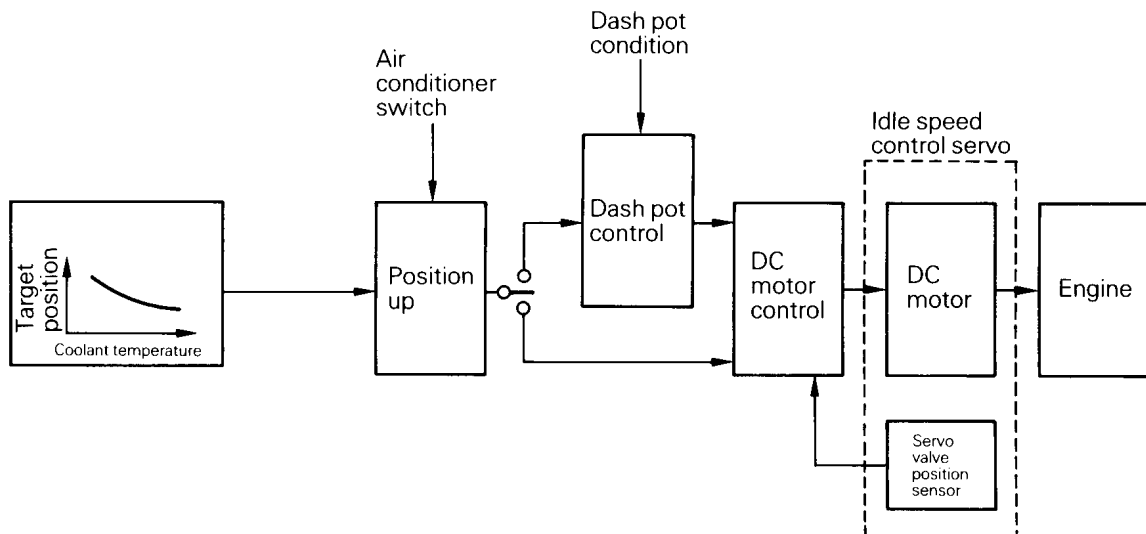 Dash pot
condition
Air
conditioner
switch
Idle speed
control servo
Target
position
Coolant temperature
Position
up
Dash pot
control
DC
motor
control
DC
motor
Engine
Servo
valve
position
sensor